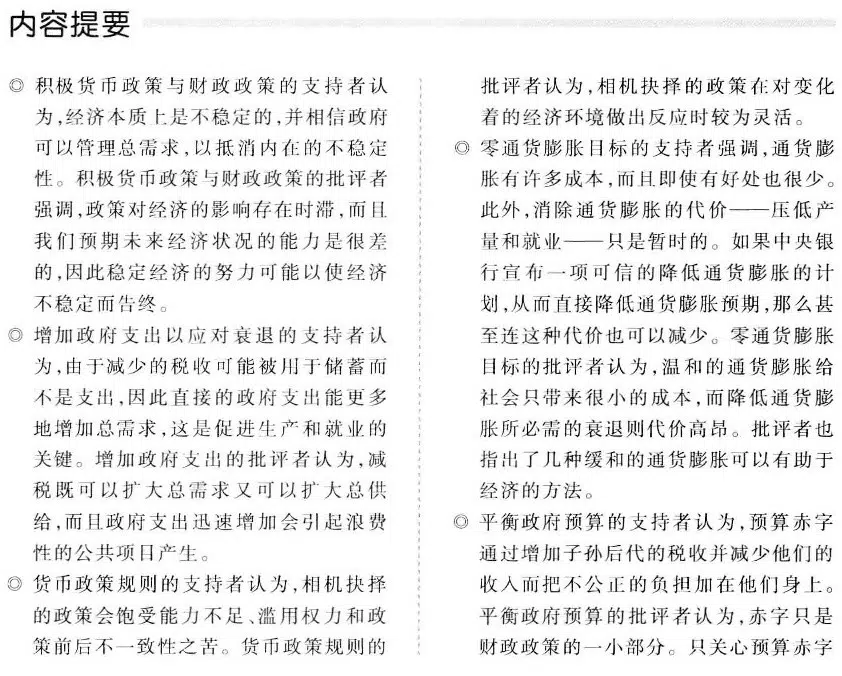 内容提要
◎ 积极货币政策与财政政策的支持者认
为,经济本质上是不稳定的,并相信政府
可以管理总需求,以抵消内在的不稳定
性。积极货币政策与财政政策的批评者
强调,政策对经济的影响存在时滞,而且
我们预期未来经济状况的能力是很差
的,因此稳定经济的努力可能以使经济
不稳定而告终。
◎ 增加政府支出以应对衰退的支持者认
为,由于减少的税收可能被用于储蓄而
不是支出,因此直接的政府支出能更多
地增加总需求,这是促进生产和就业的
关键。增加政府支出的批评者认为,减
税既可以扩大总需求又可以扩大总供
给,而且政府支出迅速增加会引起浪费
性的公共项目产生。
◎ 货币政策规则的支持者认为,相机抉择
的政策会饱受能力不足、滥用权力和政
策前后不一致性之苦。货币政策规则的
批评者认为,相机抉择的政策在对变化
着的经济环境做出反应时较为灵活。
◎ 零通货膨胀目标的支持者强调,通货膨
胀有许多成本,而且即使有好处也很少。
此外,消除通货膨胀的代价——压低产
量和就业——只是暂时的。如果中央银
行宣布一项可信的降低通货膨胀的计
划,从而直接降低通货膨胀预期,那么甚
至连这种代价也可以减少。零通货膨胀
目标的批评者认为,温和的通货膨胀给
社会只带来很小的成本,而降低通货膨
胀所必需的衰退则代价高昂。批评者也
指出了几种缓和的通货膨胀可以有助于
经济的方法。
◎ 平衡政府预算的支持者认为,预算赤字
通过增加子孙后代的税收并减少他们的
收入而把不公正的负担加在他们身上。
平衡政府预算的批评者认为,赤字只是
财政政策的一小部分。只关心预算赤字